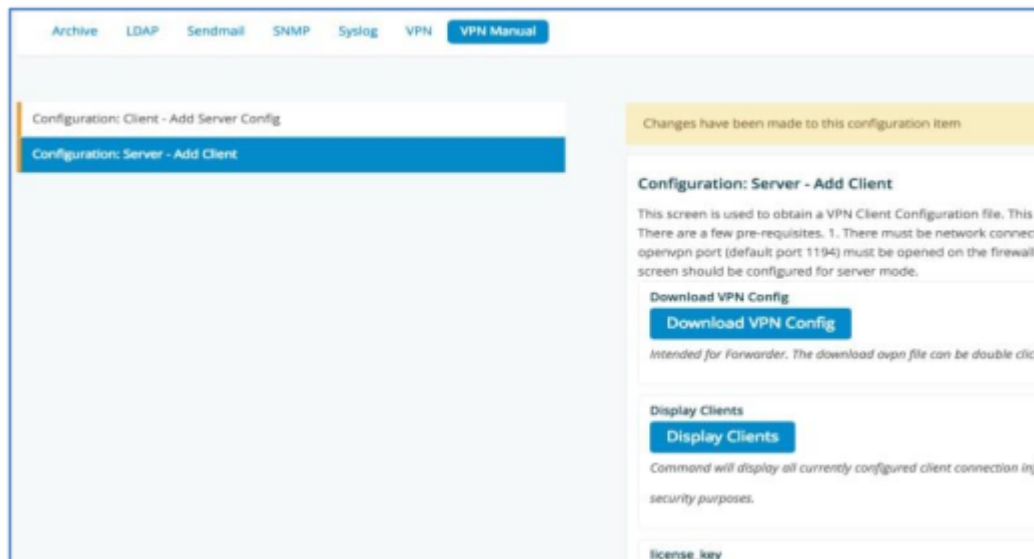 Archive LDAP Sendmail SNMP Syslog VPN VPN Manual
Configuration: Client - Add Server Config
Configuration: Server - Add Client
Changes have been made to this configuration item
Configuration: Server - Add Client
This screen is used to obtain a VPN Client Configuration file. This
There are a few pre-requisites. 1. There must be network connect
openvpn port (default port 1194) must be opened on the firewall
screen should be configured for server mode.
Download VPN Config
Download VPN Config
Intended for Forwarder. The download ovpn file can be double clic
Display Clients
Display Clients
Command will display all currently configured client connection
security purposes.
license_key